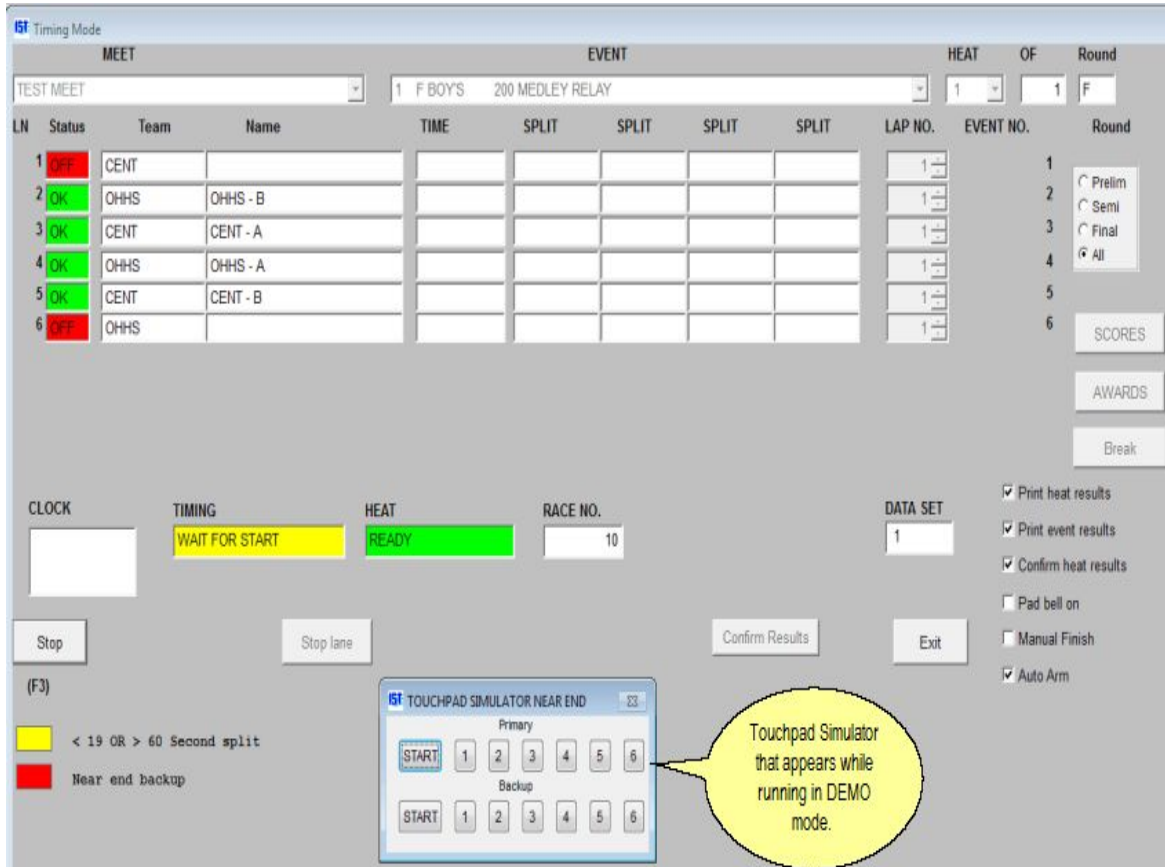 IST Timing Mode
MEET EVENT HEAT OF Round
TEST MEET 1 F BOY'S 200 MEDLEY RELAY 1 1 F
LN Status Team Name TIME SPLIT SPLIT SPLIT SPLIT LAP NO. EVENT NO. Round
1 OFF CENT 1 1
2 OK OHHS OHHS - B 1 2
3 OK CENT CENT - A 1 3
4 OK OHHS OHHS - A 1 4
5 OK CENT CENT - B 1 5
6 OFF OHHS 1 6
Prelim
Semi
Final
All
SCORES
AWARDS
Break
CLOCK TIMING HEAT RACE NO. DATA SET
WAIT FOR START READY 10 1
Print heat results
Print event results
Confirm heat results
Pad bell on
Manual Finish
Auto Arm
Stop Stop lane Confirm Results Exit
(F3)
< 19 OR > 60 Second split
Near end backup
IST TOUCHPAD SIMULATOR NEAR END
Primary
START 1 2 3 4 5 6
Backup
START 1 2 3 4 5 6
Touchpad Simulator
that appears while
running in DEMO
mode.